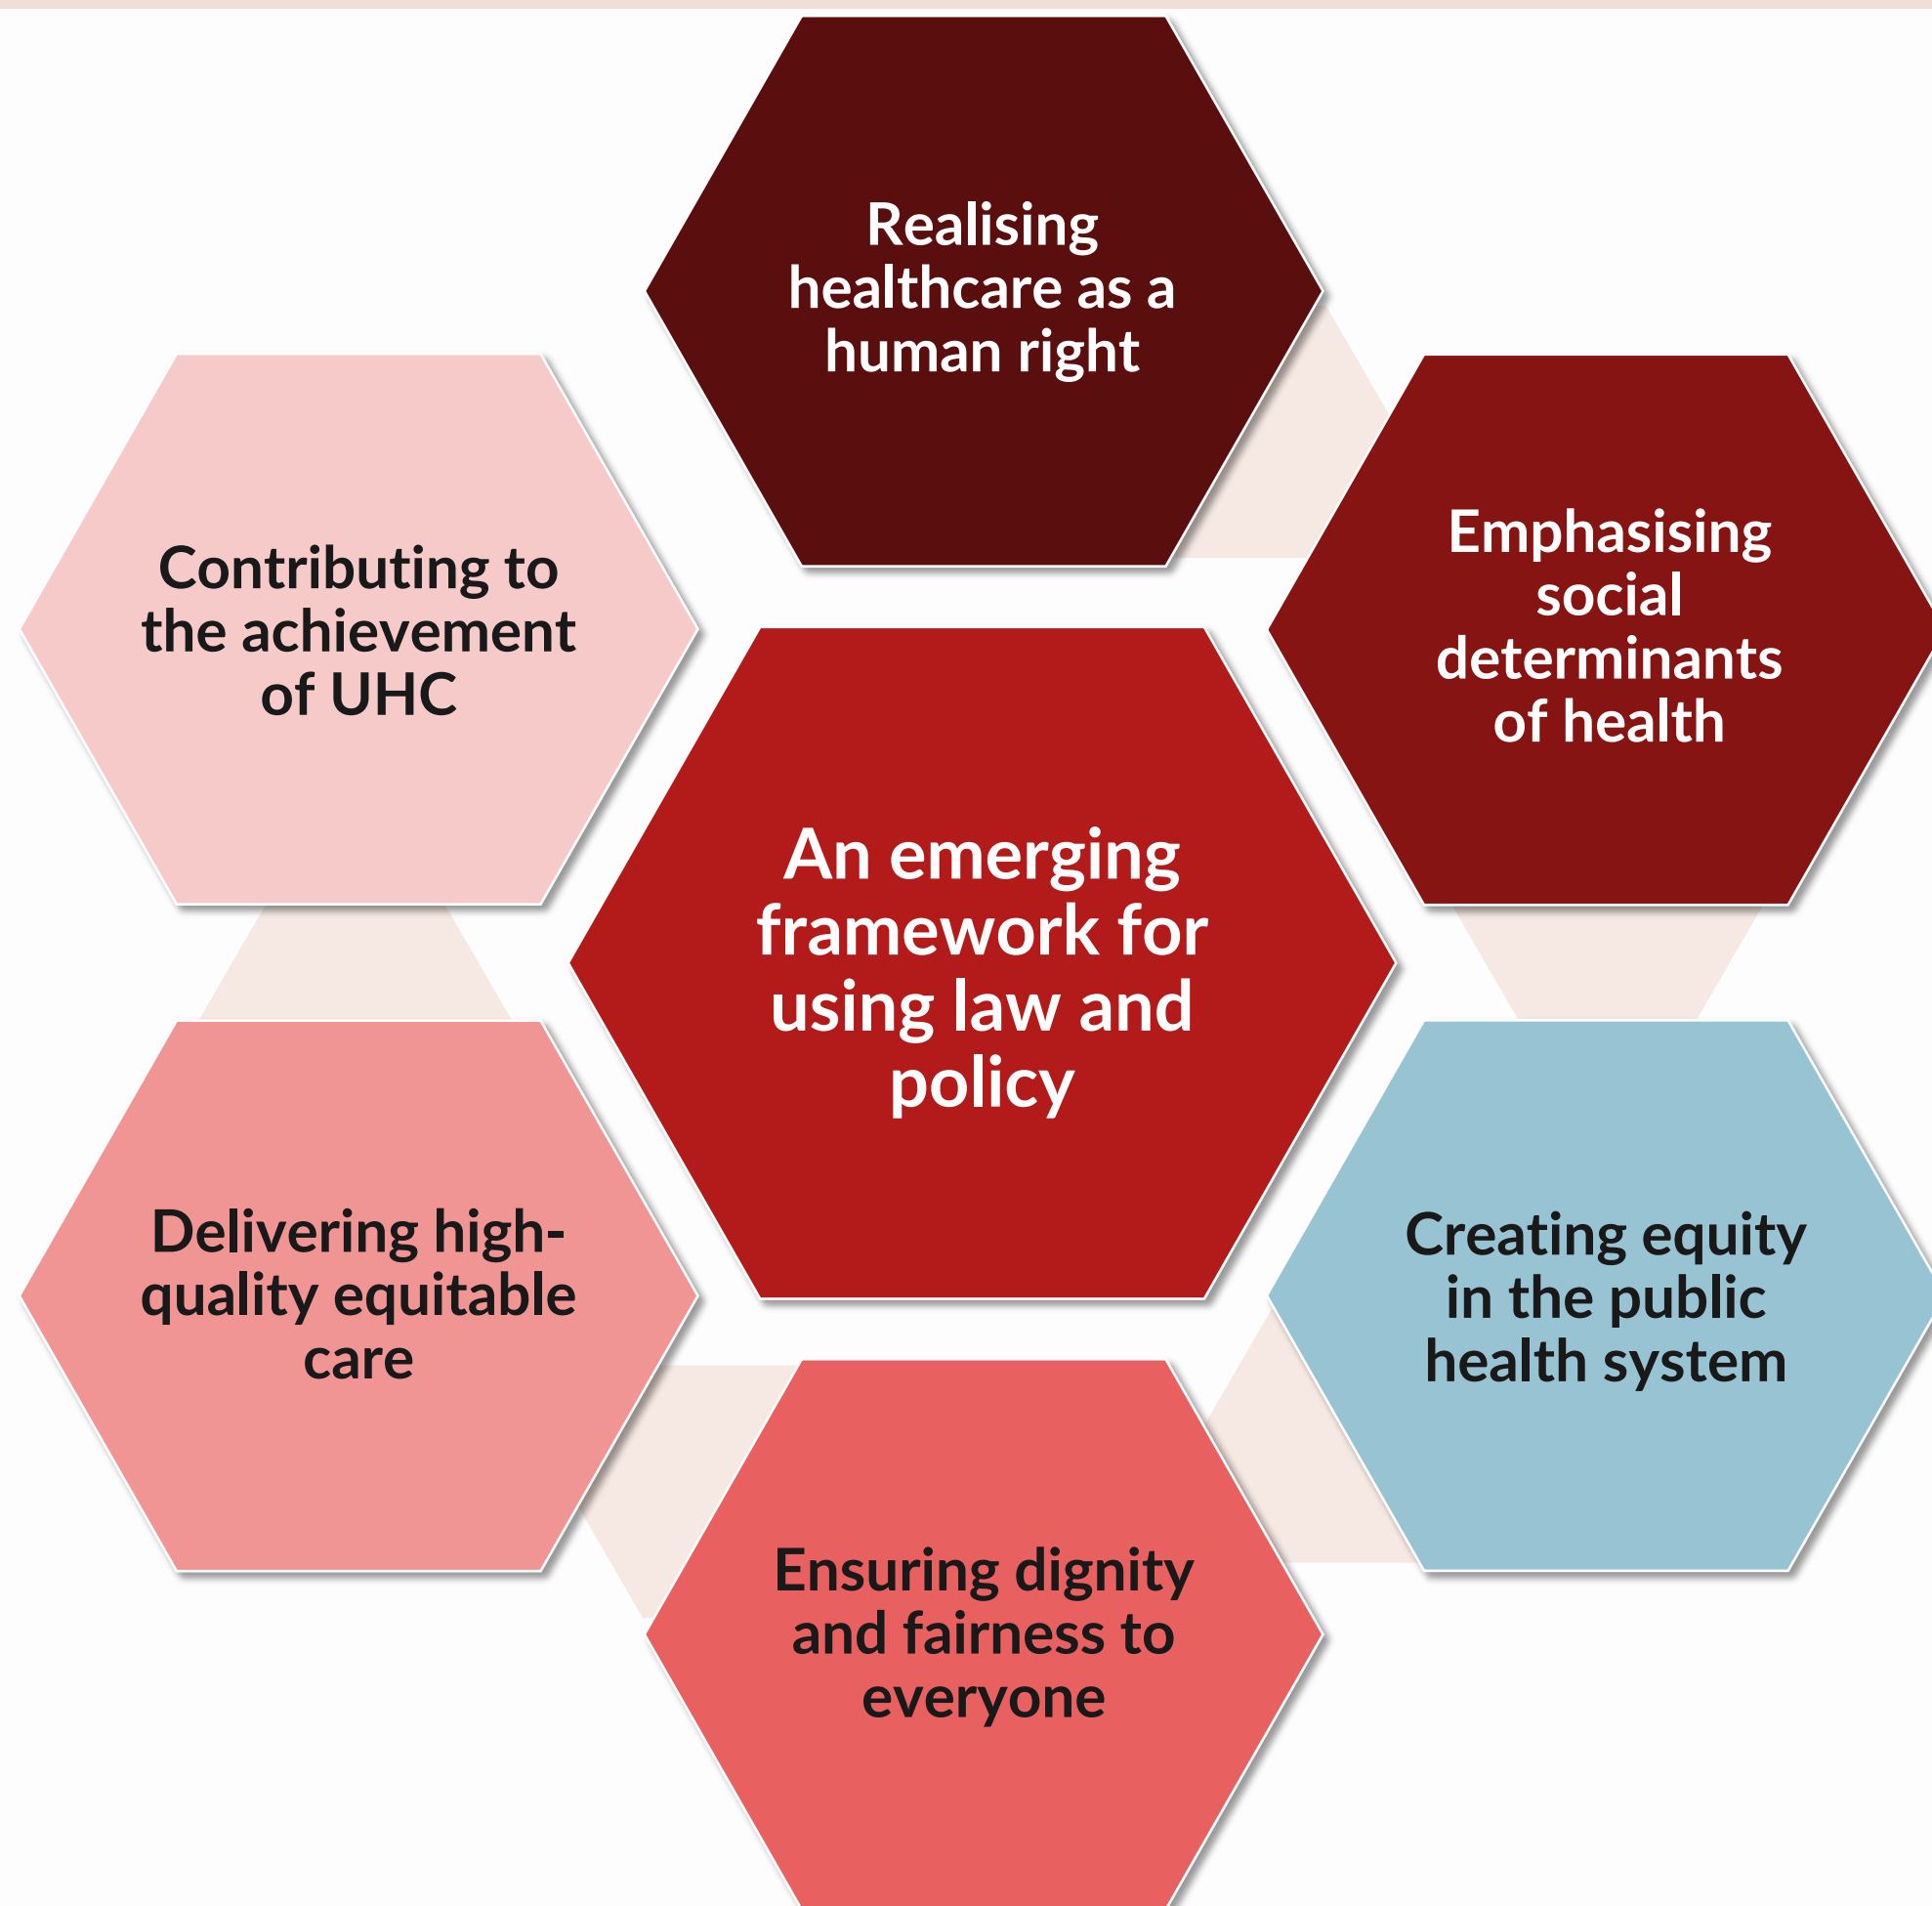 Realising
healthcare as a
human right
Emphasising
social
determinants
of health
Contributing to
the achievement
of UHC
An emerging
framework for
using law and
policy
Creating equity
in the public
health system
Delivering high-
quality equitable
care
Ensuring dignity
and fairness to
everyone